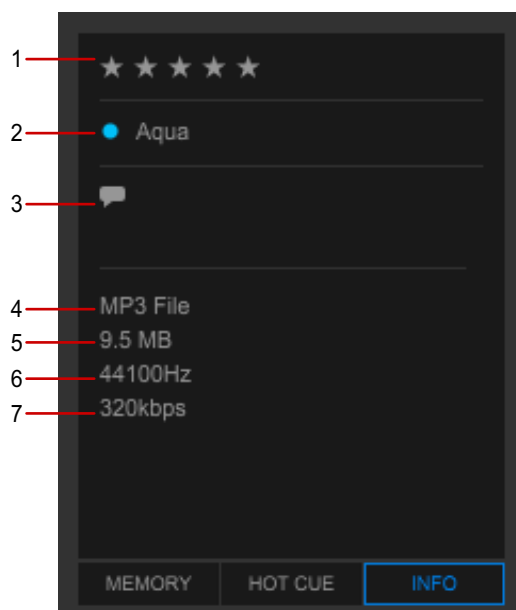 1 ★ ★ ★ ★ ★
2 Aqua
3
4 MP3 File
5 9.5 MB
6 44100Hz
7 320kbps
MEMORY HOT CUE INFO